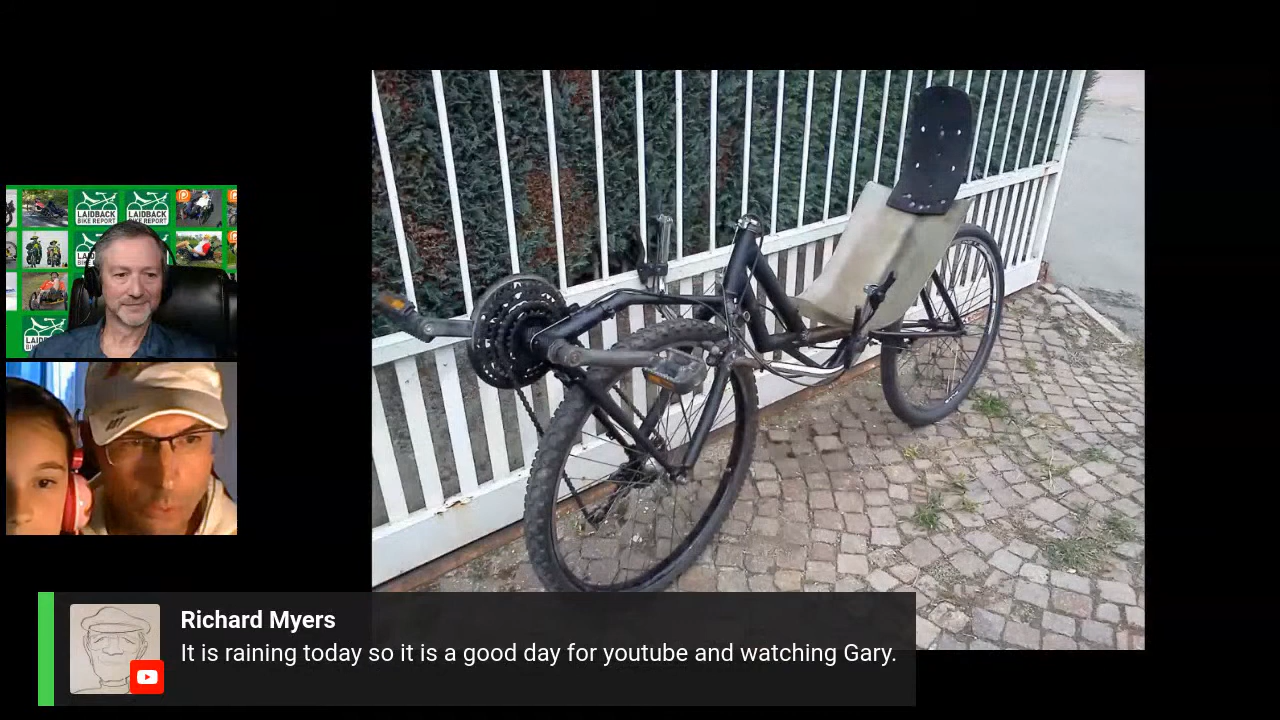 LAIDBACK
BIKE REPORT
LAIDBACK
BIKE REPORT
Richard Myers
It is raining today so it is a good day for youtube and watching Gary.